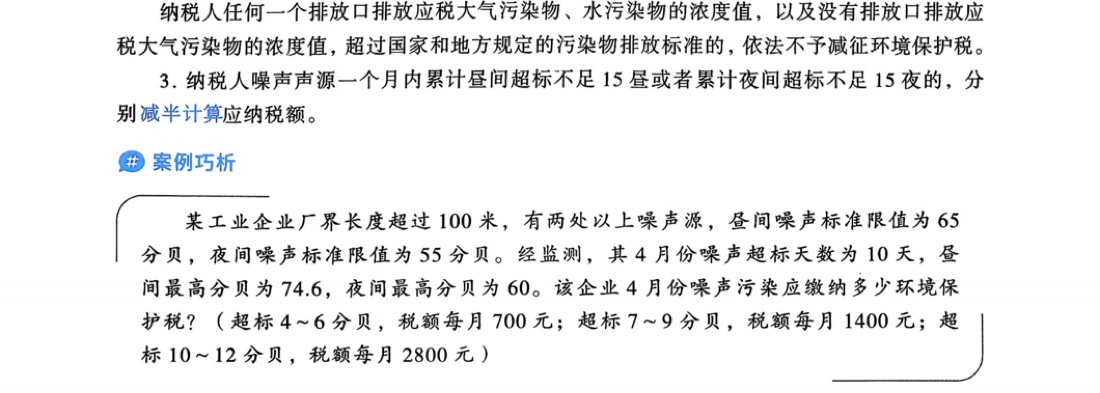 纳税人任何一个排放口排放应税大气污染物、水污染物的浓度值，以及没有排放口排放应
税大气污染物的浓度值，超过国家和地方规定的污染物排放标准的，依法不予减征环境保护税。
3. 纳税人噪声声源一个月内累计昼间超标不足 15 昼或者累计夜间超标不足 15 夜的，分
别减半计算应纳税额。
# 案例巧析
某工业企业厂界长度超过 100 米，有两处以上噪声源，昼间噪声标准限值为 65
分贝，夜间噪声标准限值为 55 分贝。经监测，其 4 月份噪声超标天数为 10 天，昼
间最高分贝为 74.6，夜间最高分贝为 60。该企业 4 月份噪声污染应缴纳多少环境保
护税？（超标 4~6 分贝，税额每月 700 元；超标 7~9 分贝，税额每月 1400 元；超
标 10~12 分贝，税额每月 2800 元）